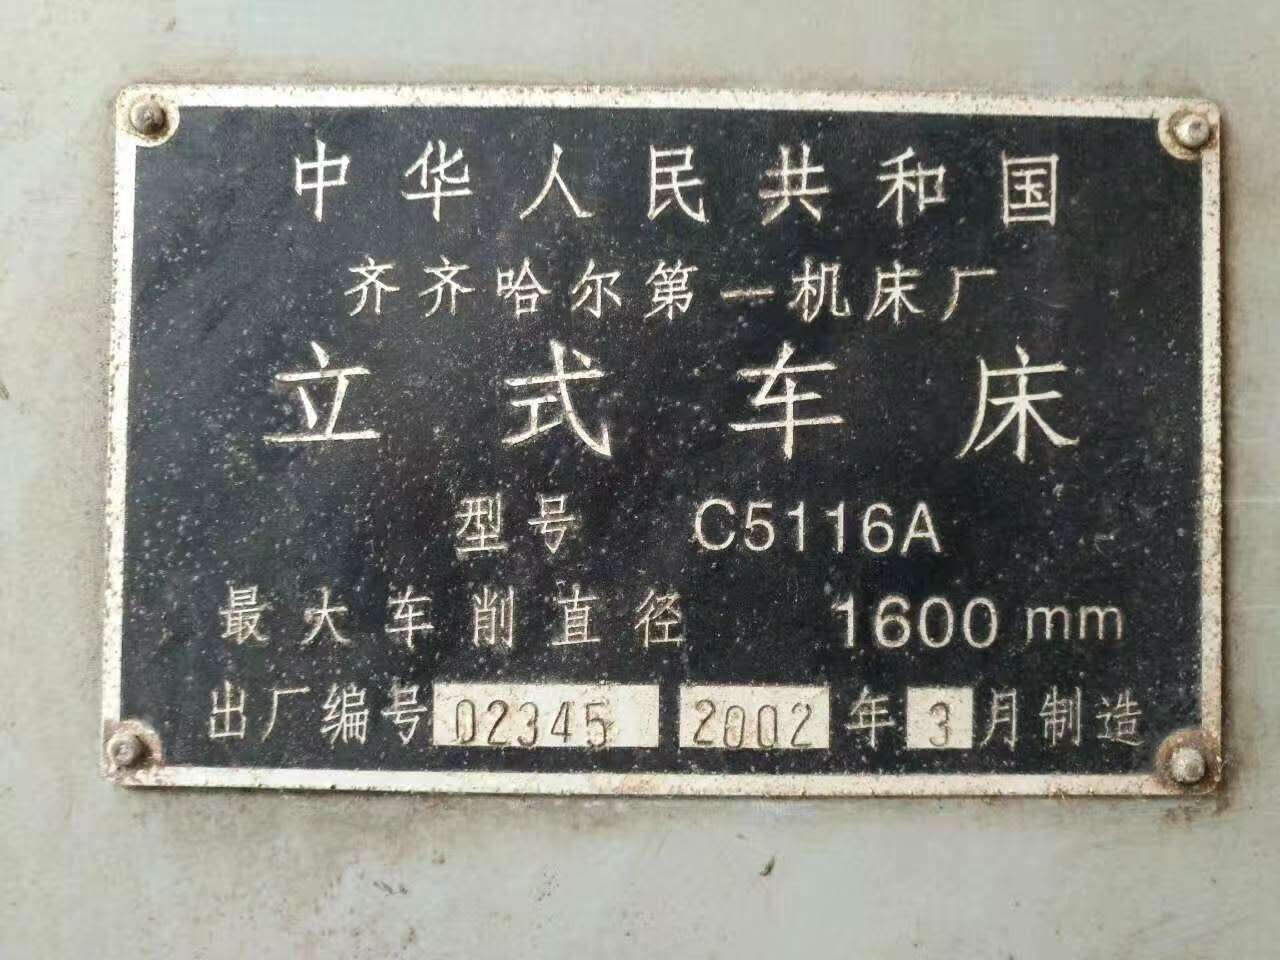 中华人民共和国
齐齐哈尔第一机床厂
立式车床
型号 C5116A
最大车削直径 1600 mm
出厂编号 02345 2002 年 3 月制造